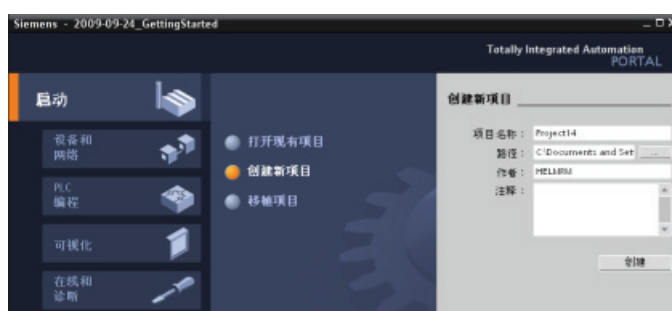 Siemens - 2009-09-24_GettingStarted
Totally Integrated Automation
PORTAL
启动
设备和
网络
PLC
编程
可视化
在线和
诊断
打开现有项目
创建新项目
移植项目
创建新项目
项目名称： Project14
路径： C:\Documents and Set ...
作者：
注释：
创建